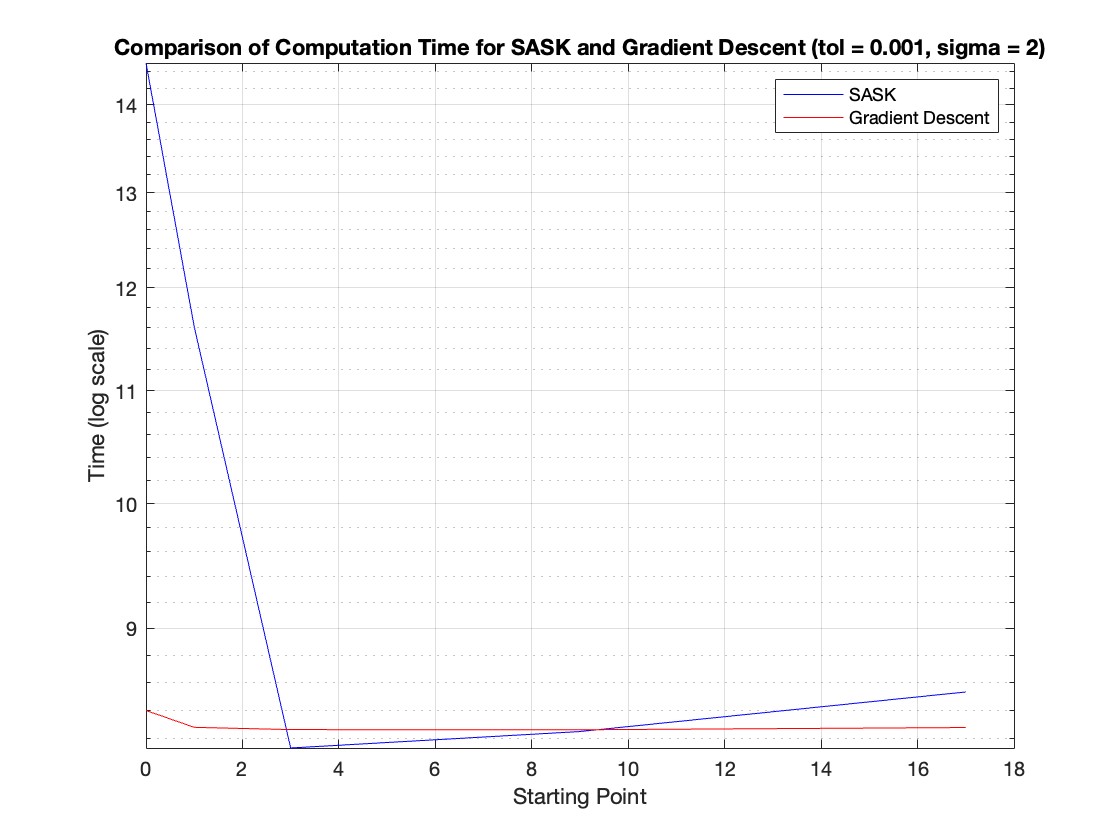 Comparison of Computation Time for SASK and Gradient Descent (tol = 0.001, sigma = 2)
SASK
Gradient Descent
14
13
12
11
10
9
Time (log scale)
0 2 4 6 8 10 12 14 16 18
Starting Point